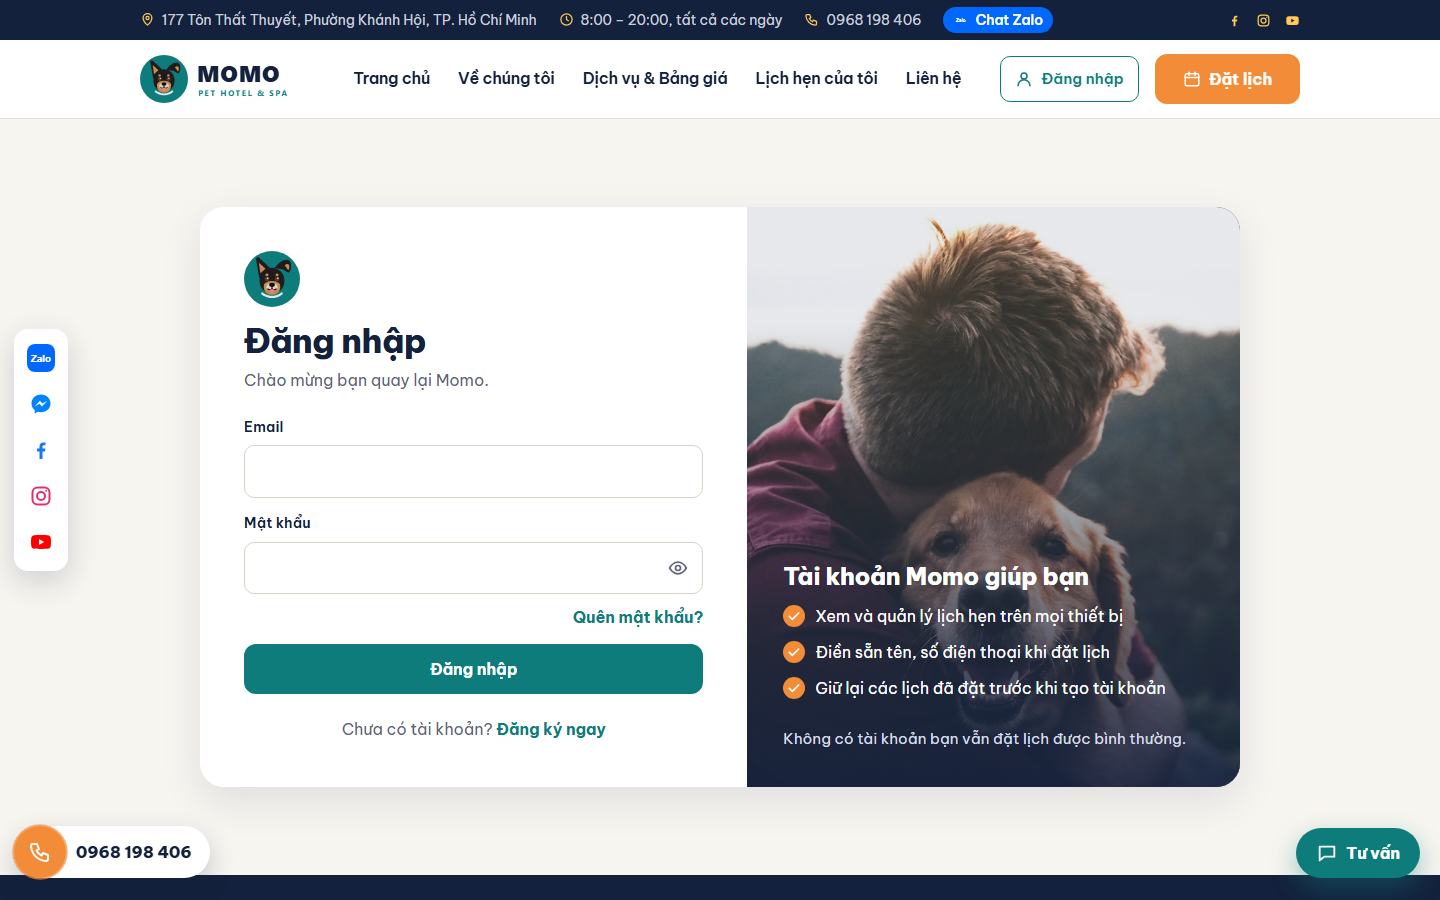 177 Tôn Thất Thuyết, Phường Khánh Hội, TP. Hồ Chí Minh
8:00 – 20:00, tất cả các ngày
0968 198 406
Zalo Chat Zalo
MOMO
PET HOTEL & SPA
Trang chủ
Về chúng tôi
Dịch vụ & Bảng giá
Lịch hẹn của tôi
Liên hệ
Đăng nhập
Đặt lịch
Zalo
Đăng nhập
Chào mừng bạn quay lại Momo.
Email
Mật khẩu
Quên mật khẩu?
Đăng nhập
Chưa có tài khoản? Đăng ký ngay
Tài khoản Momo giúp bạn
Xem và quản lý lịch hẹn trên mọi thiết bị
Điền sẵn tên, số điện thoại khi đặt lịch
Giữ lại các lịch đã đặt trước khi tạo tài khoản
Không có tài khoản bạn vẫn đặt lịch được bình thường.
0968 198 406
Tư vấn